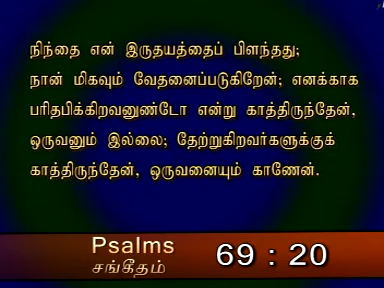 நிந்தை என் இருதயத்தைப் பிளந்தது;
நான் மிகவும் வேதனைப்படுகிறேன்; எனக்காக
பரிதபிக்கிறவனுண்டோ என்று காத்திருந்தேன்,
ஒருவனும் இல்லை; தேற்றுகிறவர்களுக்குக்
காத்திருந்தேன், ஒருவனையும் காணேன்.
Psalms 69 : 20
சங்கீதம்